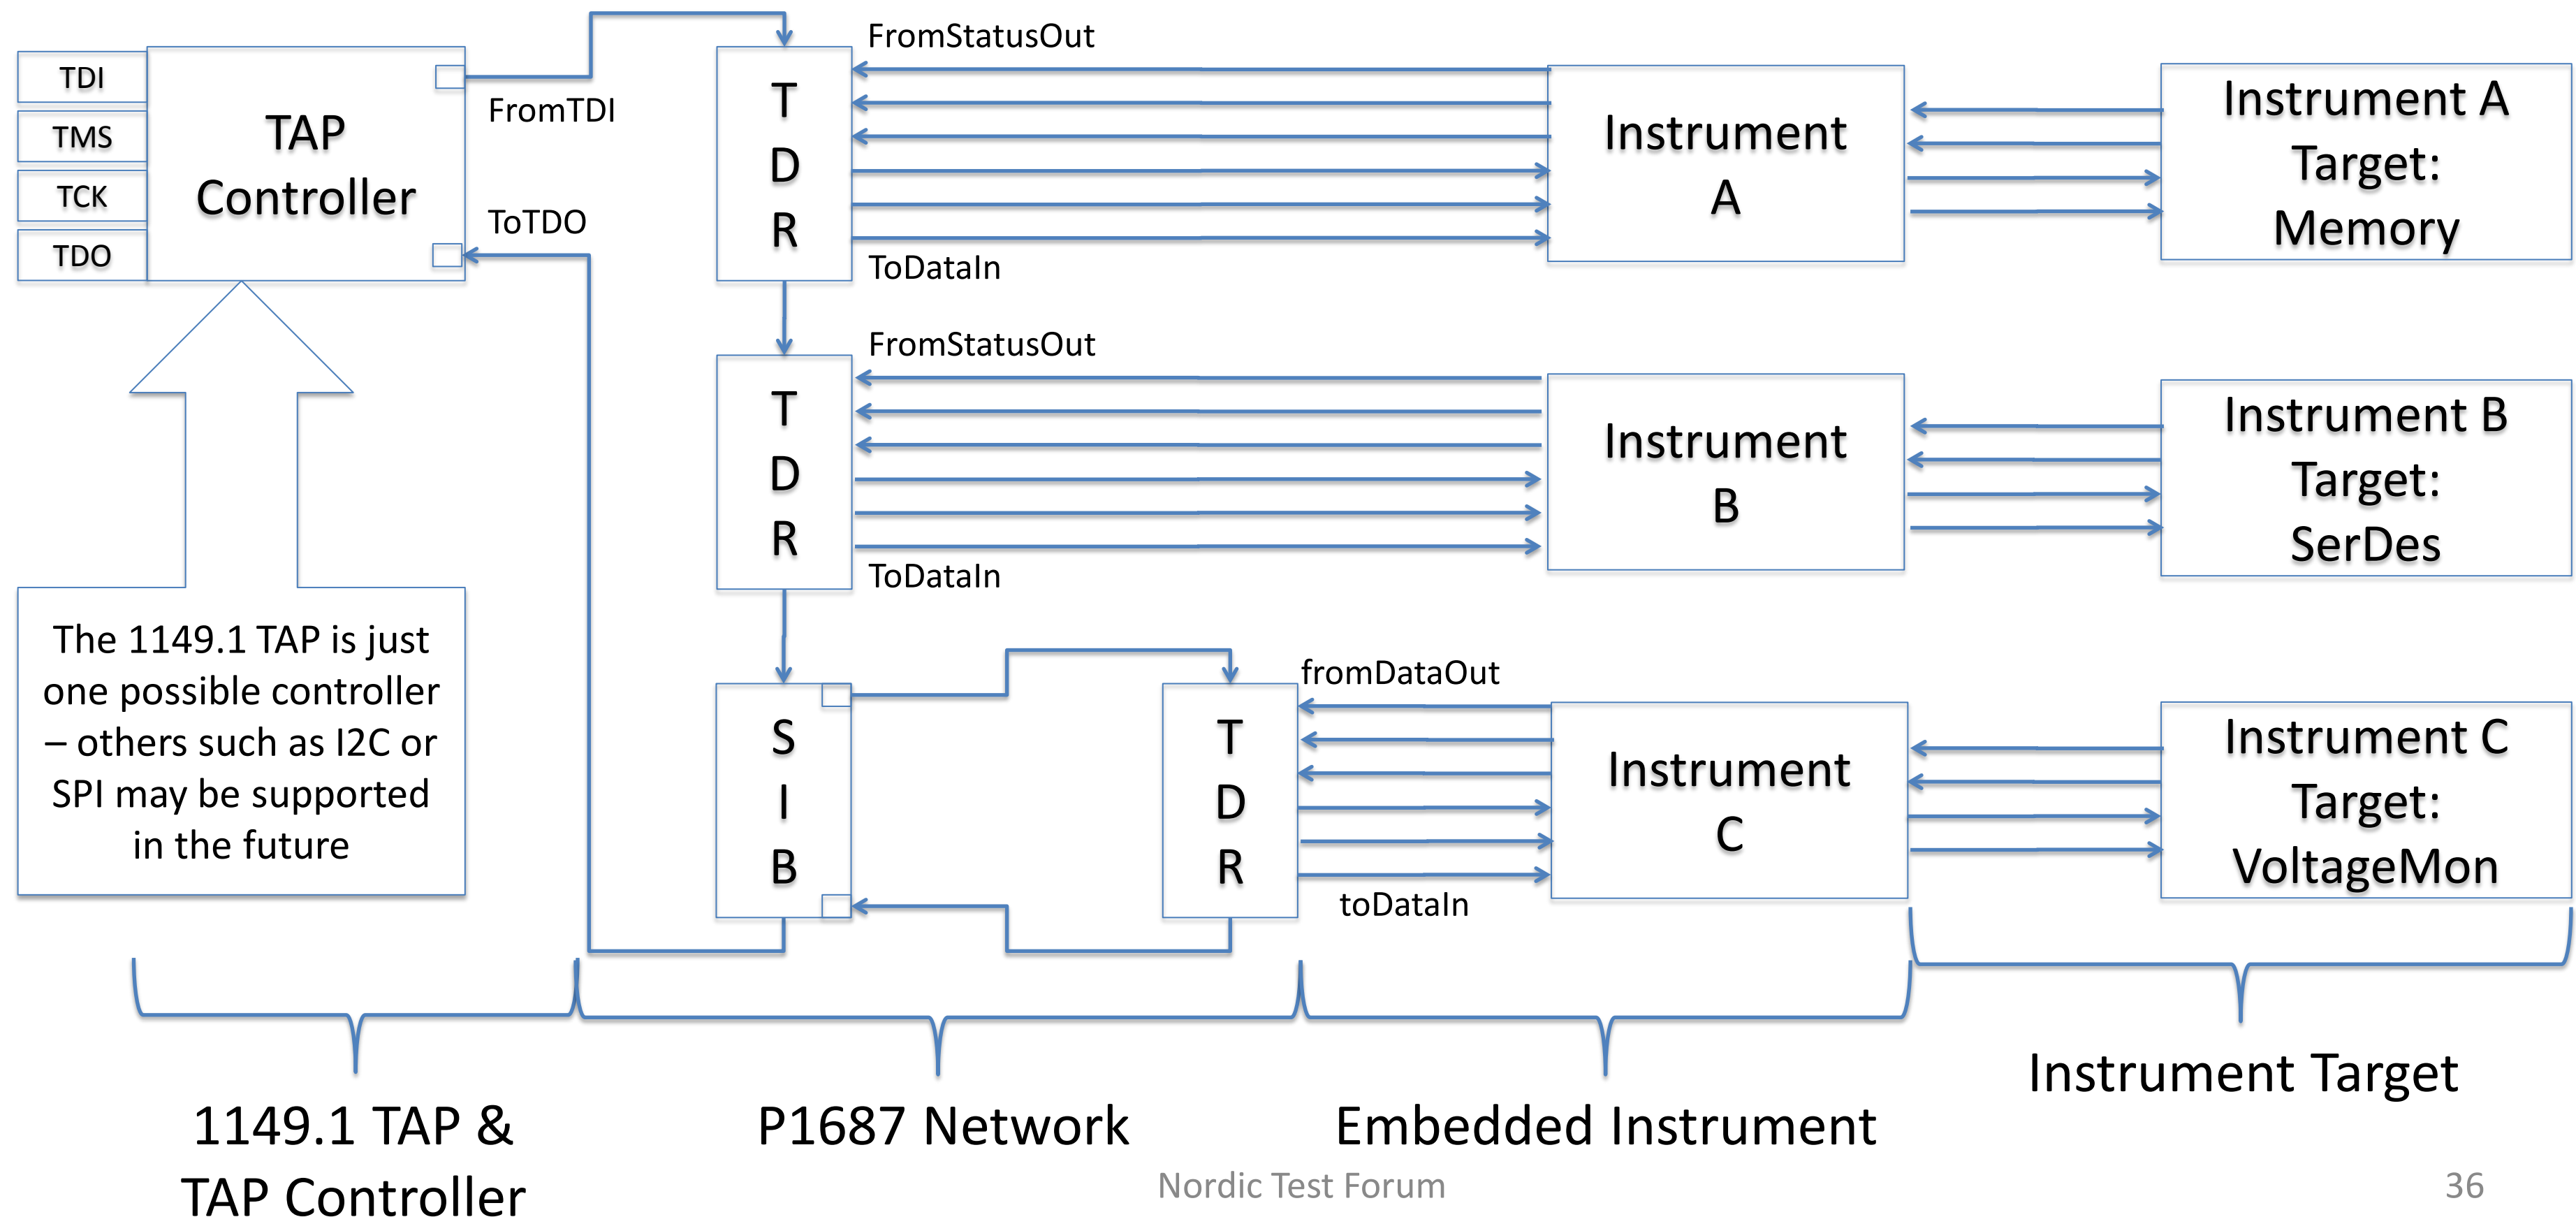 TDI
TMS
TCK
TDO
TAP
Controller
FromTDI
ToTDO
T
D
R
FromStatusOut
ToDataIn
Instrument
A
Instrument A
Target:
Memory
T
D
R
FromStatusOut
ToDataIn
Instrument
B
Instrument B
Target:
SerDes
The 1149.1 TAP is just
one possible controller
– others such as I2C or
SPI may be supported
in the future
S
I
B
T
D
R
fromDataOut
toDataIn
Instrument
C
Instrument C
Target:
VoltageMon
1149.1 TAP &
TAP Controller
P1687 Network
Embedded Instrument
Instrument Target
Nordic Test Forum
36